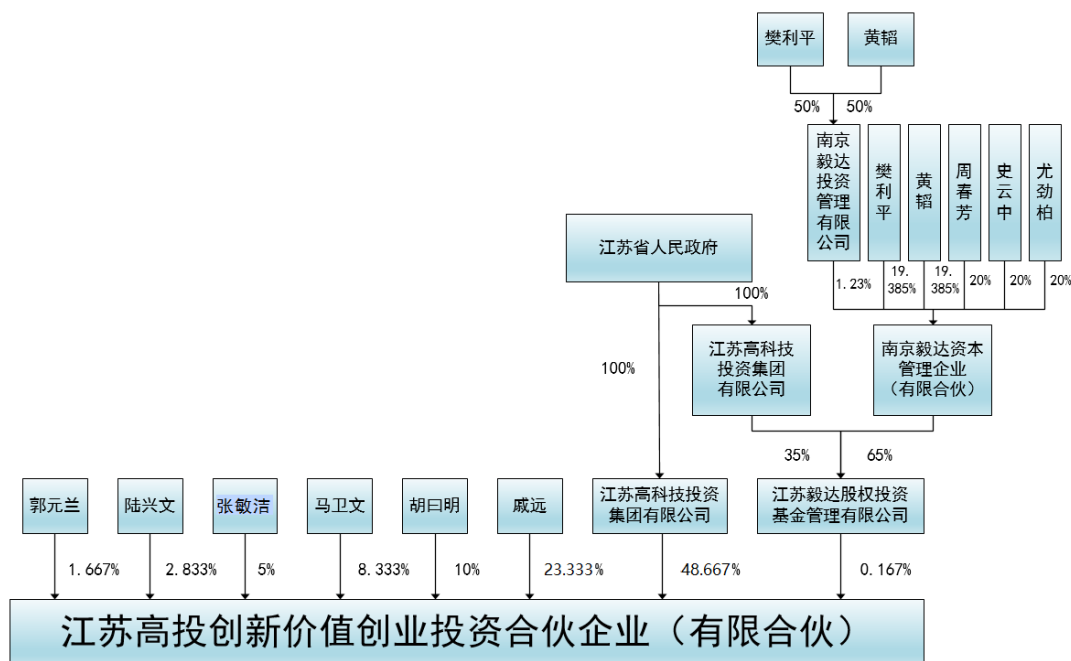 樊利平
黄韬
50%
50%
南京
毅达
投资
管理
有限
公司
樊利平
黄韬
周春芳
史云中
尤劲柏
江苏省人民政府
1.23%
19.
385%
19.
385%
20%
20%
20%
100%
江苏高科技
投资集团
有限公司
南京毅达资本
管理企业
（有限合伙）
100%
35%
65%
郭元兰
陆兴文
张敏洁
马卫文
胡曰明
戚远
江苏高科技投资
集团有限公司
江苏毅达股权投资
基金管理有限公司
1.667%
2.833%
5%
8.333%
10%
23.333%
48.667%
0.167%
江苏高投创新价值创业投资合伙企业（有限合伙）